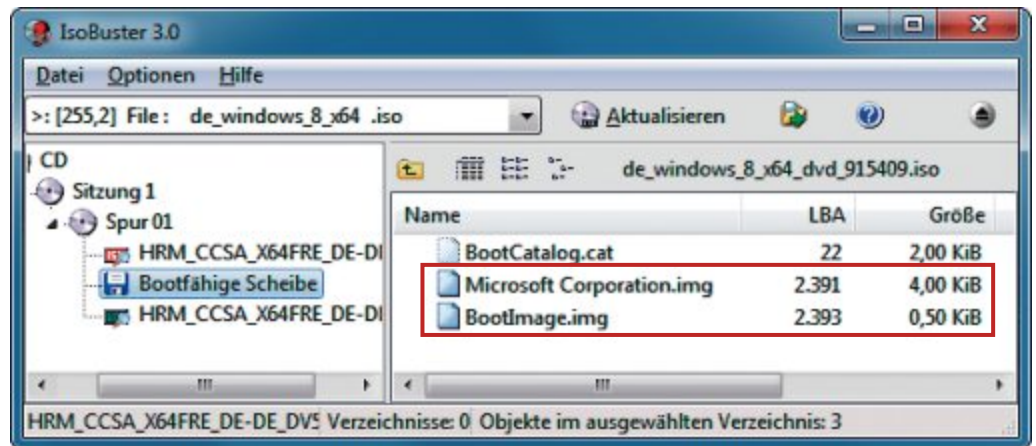 IsoBuster 3.0
Datei Optionen Hilfe
>: [255,2] File : de_windows_8_x64 .iso
Aktualisieren
CD
Sitzung 1
Spur 01
HRM_CCSA_X64FRE_DE-DI
Bootfähige Scheibe
HRM_CCSA_X64FRE_DE-DI
de_windows_8_x64_dvd_915409.iso
Name LBA Größe
BootCatalog.cat 22 2,00 KiB
Microsoft Corporation.img 2.391 4,00 KiB
BootImage.img 2.393 0,50 KiB
HRM_CCSA_X64FRE_DE-DE_DV5 Verzeichnisse: 0 Objekte im ausgewählten Verzeichnis: 3